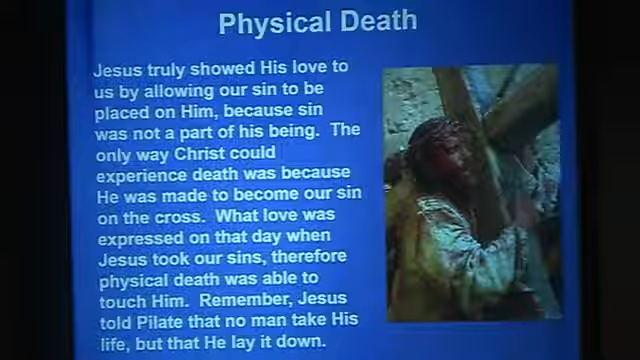 Physical Death
Jesus truly showed His love to
us by allowing our sin to be
placed on Him, because sin
was not a part of his being.  The
only way Christ could
experience death was because
He was made to become our sin
on the cross.  What love was
expressed on that day when
Jesus took our sins, therefore
physical death was able to
touch Him.  Remember, Jesus
told Pilate that no man take His
life, but that He lay it down.